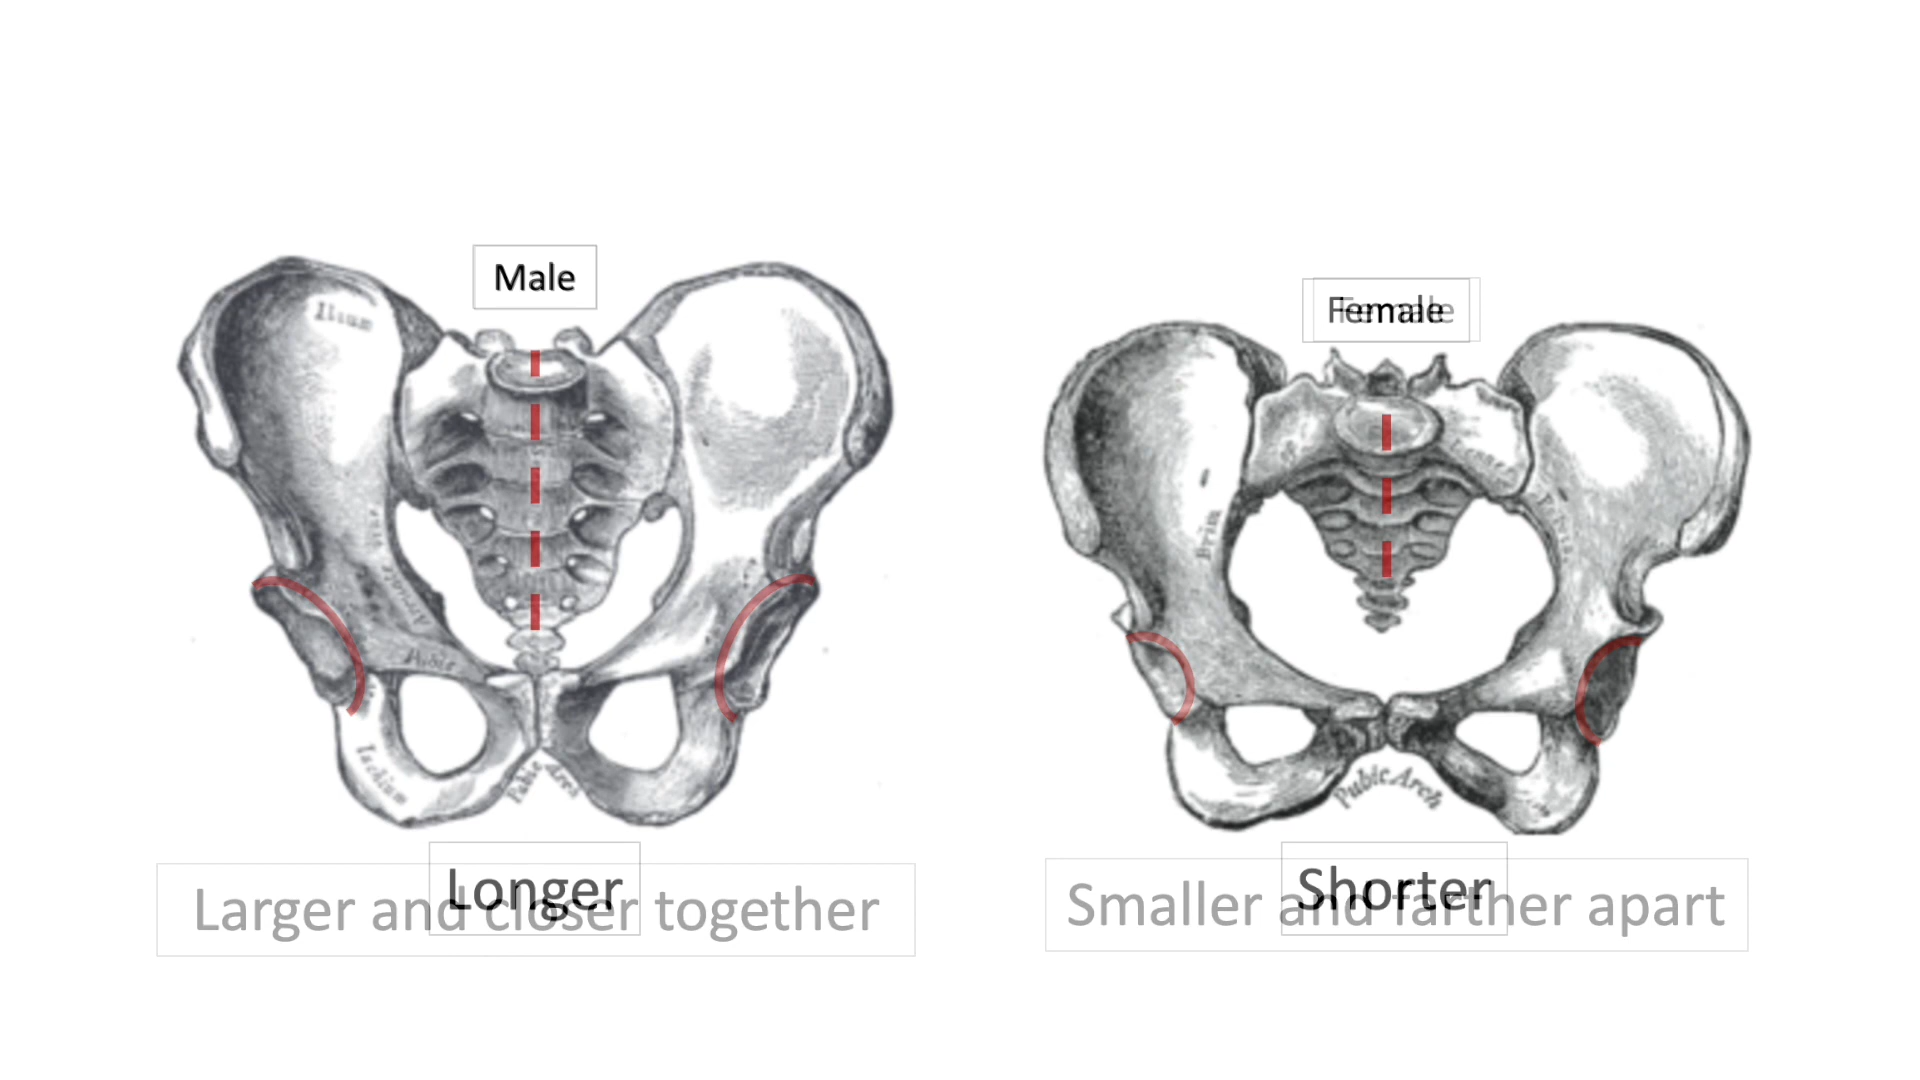 Male
Female
Ilium
Pubic
Ischium
Pubic Arch
Brim
Pubic Arch
Longer
Larger and closer together
Shorter
Smaller and farther apart